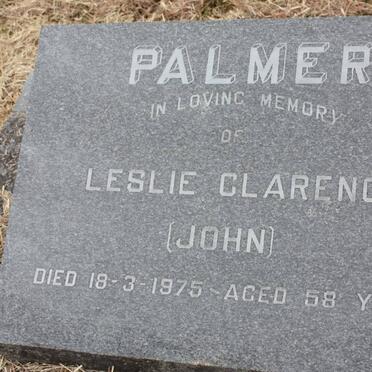 PALMER
IN LOVING MEMORY
OF
LESLIE CLARENC
(JOHN)
DIED 18-3-1975 - AGED 58 Y